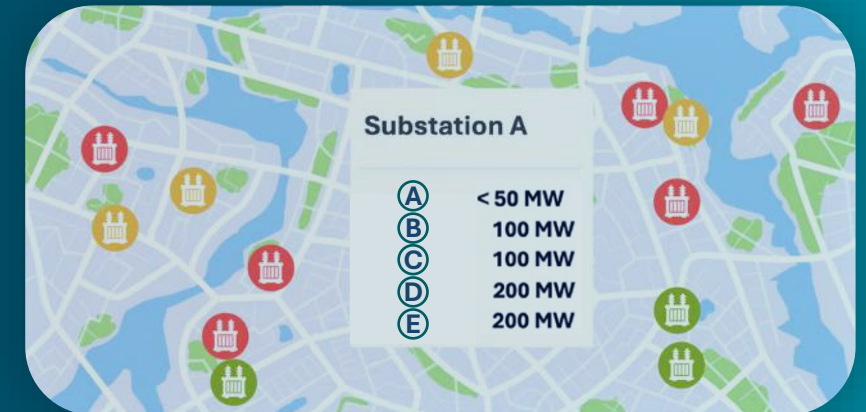 Substation A
A < 50 MW
B 100 MW
C 100 MW
D 200 MW
E 200 MW